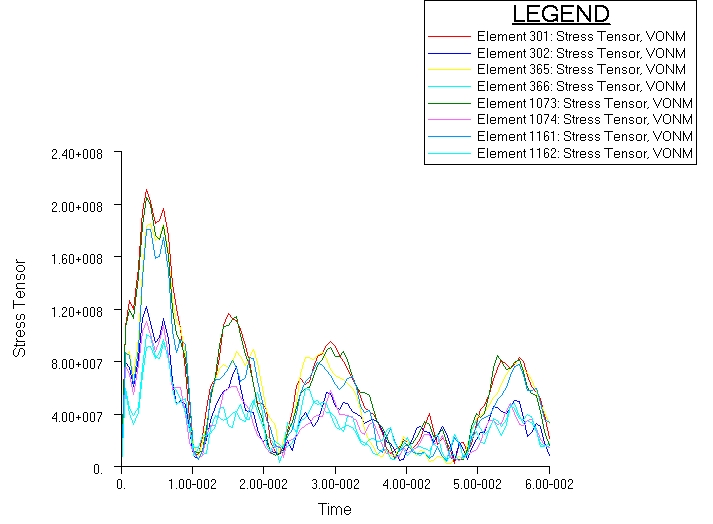 LEGEND
Element 301: Stress Tensor, VONM
Element 302: Stress Tensor, VONM
Element 365: Stress Tensor, VONM
Element 366: Stress Tensor, VONM
Element 1073: Stress Tensor, VONM
Element 1074: Stress Tensor, VONM
Element 1161: Stress Tensor, VONM
Element 1162: Stress Tensor, VONM
2.40+008
2.00+008
1.60+008
1.20+008
8.00+007
4.00+007
0.
Stress Tensor
0. 1.00-002 2.00-002 3.00-002 4.00-002 5.00-002 6.00-002
Time